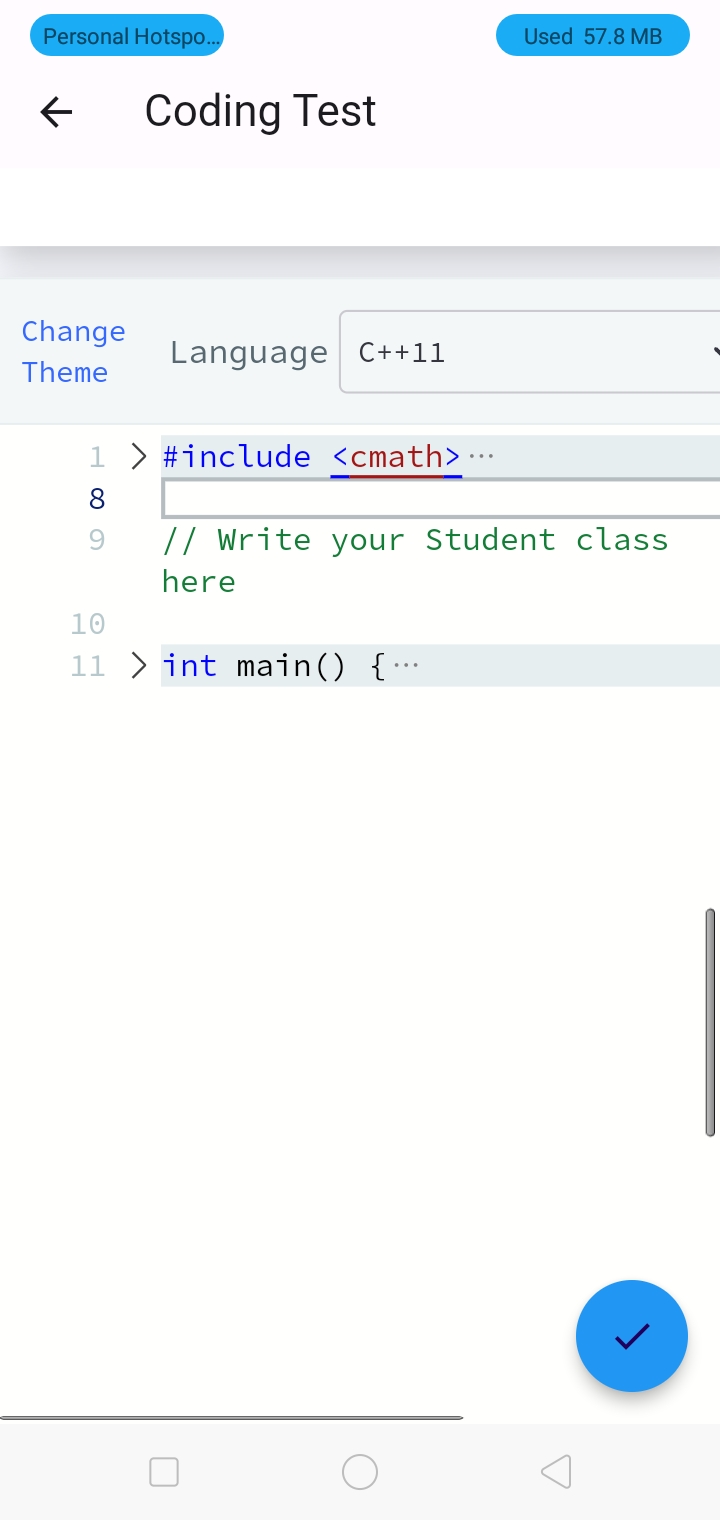 Personal Hotspo... Used 57.8 MB
Coding Test
Change
Theme
Language C++11
1 #include <cmath>···
8
9 // Write your Student class
here
10
11 int main() {···